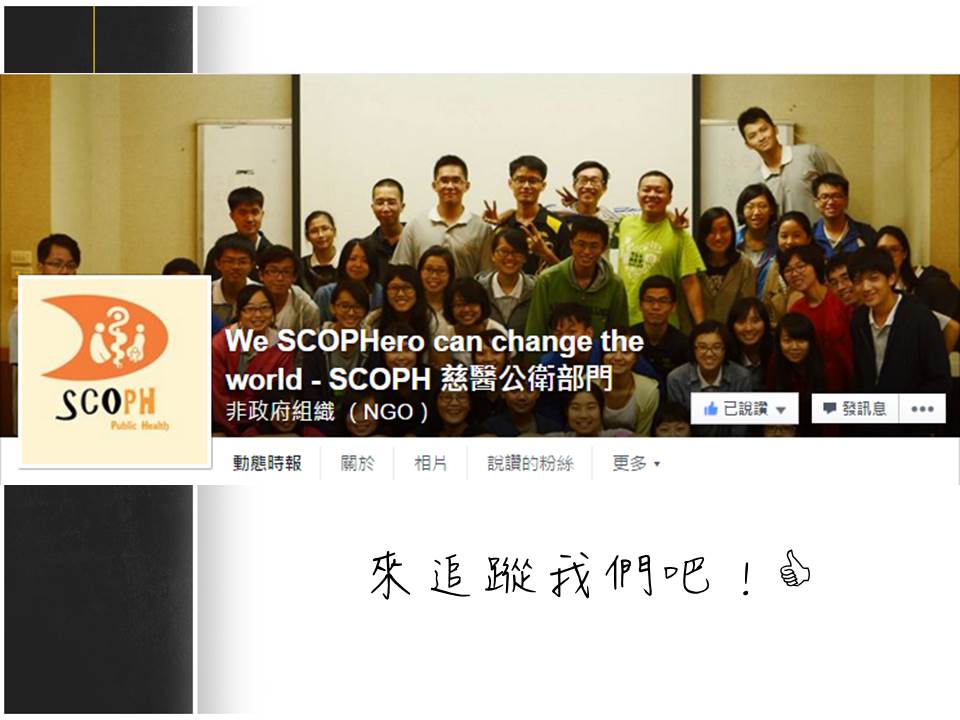 We SCOPHero can change the
world - SCOPH 慈醫公衛部門
非政府組織 （NGO）
已說讚
發訊息
SCOPH
Public Health
動態時報 關於 相片 說讚的粉絲 更多
來追蹤我們吧！